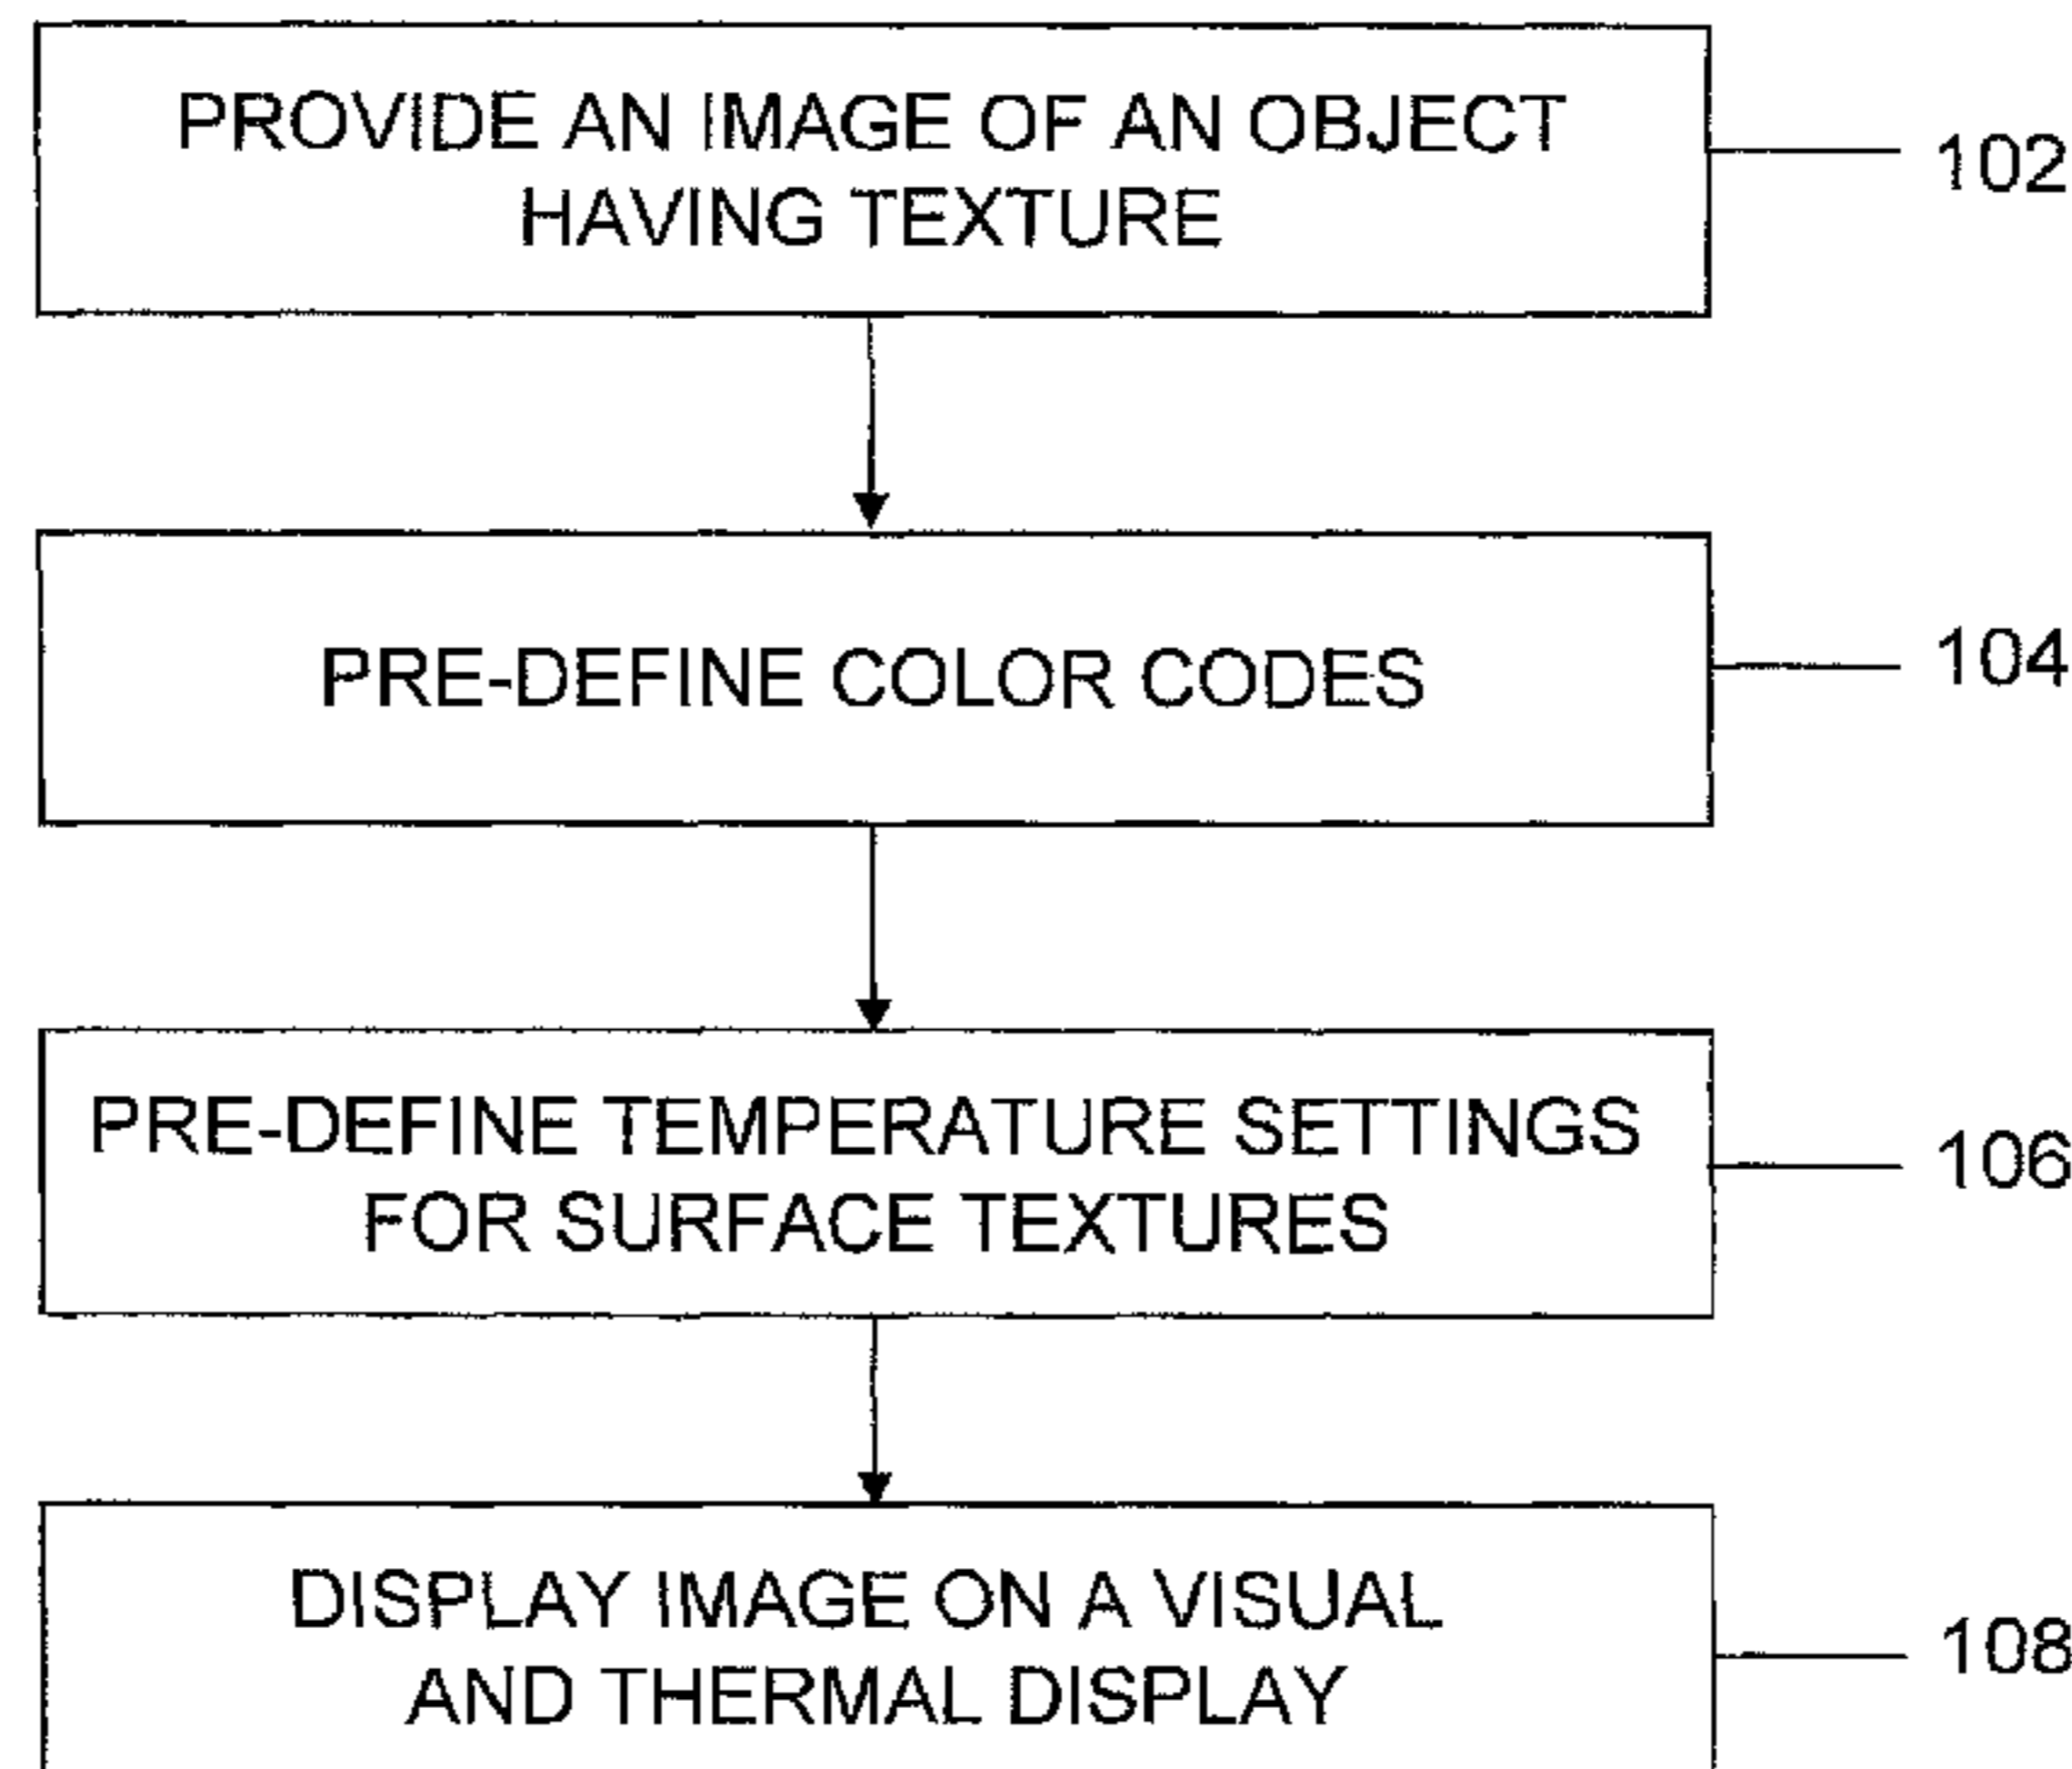 PROVIDE AN IMAGE OF AN OBJECT
HAVING TEXTURE
102
PRE-DEFINE COLOR CODES
104
PRE-DEFINE TEMPERATURE SETTINGS
FOR SURFACE TEXTURES
106
DISPLAY IMAGE ON A VISUAL
AND THERMAL DISPLAY
108